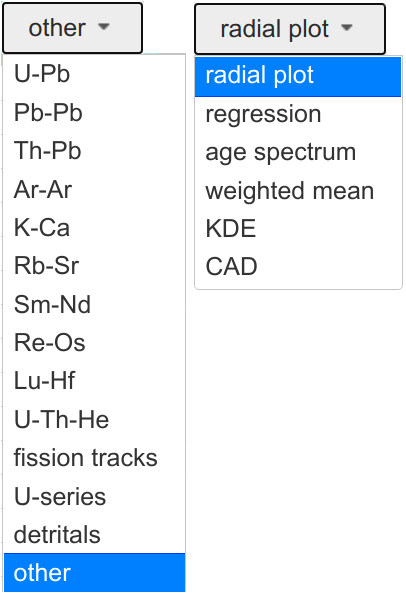 other
U-Pb
Pb-Pb
Th-Pb
Ar-Ar
K-Ca
Rb-Sr
Sm-Nd
Re-Os
Lu-Hf
U-Th-He
fission tracks
U-series
detritals
other
radial plot
radial plot
regression
age spectrum
weighted mean
KDE
CAD